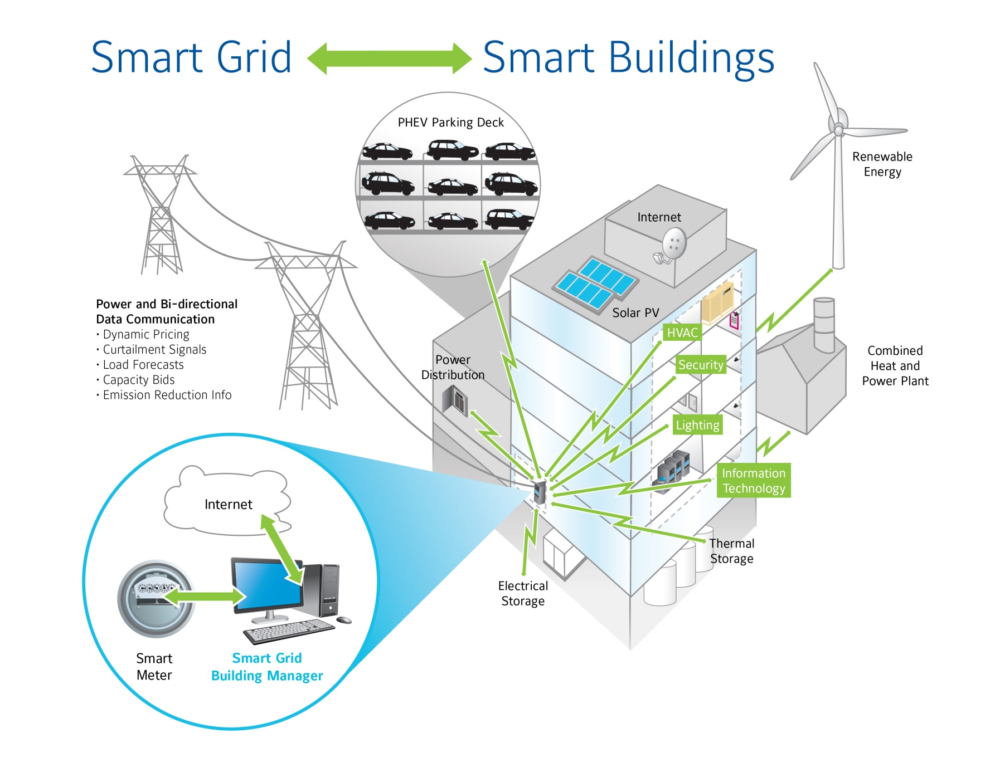 Smart Grid
Smart Buildings
PHEV Parking Deck
Renewable
Energy
Internet
Solar PV
Power and Bi-directional
Data Communication
· Dynamic Pricing
· Curtailment Signals
· Load Forecasts
· Capacity Bids
· Emission Reduction Info
HVAC
Power
Distribution
Security
Combined
Heat and
Power Plant
Lighting
Information
Technology
Internet
Thermal
Storage
Electrical
Storage
Smart
Meter
Smart Grid
Building Manager